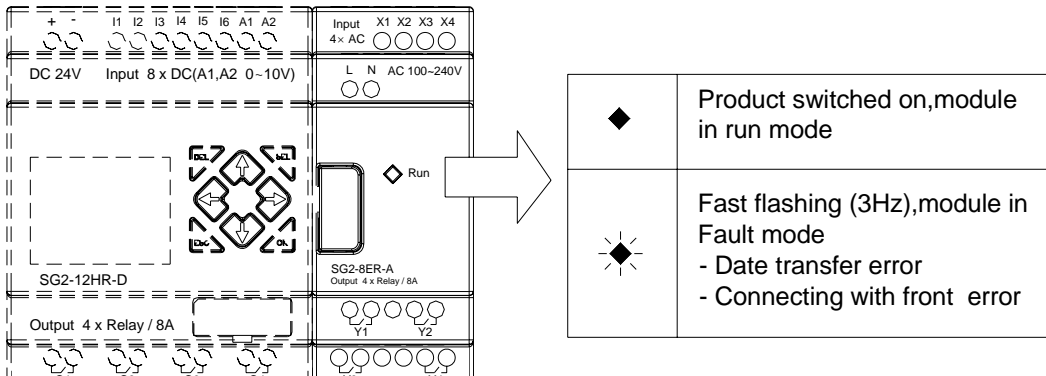 + - I1 I2 I3 I4 I5 I6 A1 A2
DC 24V Input 8 x DC(A1,A2 0~10V)
DEL SEL
ESC OK
SG2-12HR-D
Output 4 x Relay / 8A
Input X1 X2 X3 X4
4× AC
L N AC 100~240V
Run
SG2-8ER-A
Output 4 x Relay / 8A
Y1 Y2
Product switched on,module
in run mode
Fast flashing (3Hz),module in
Fault mode
- Date transfer error
- Connecting with front error